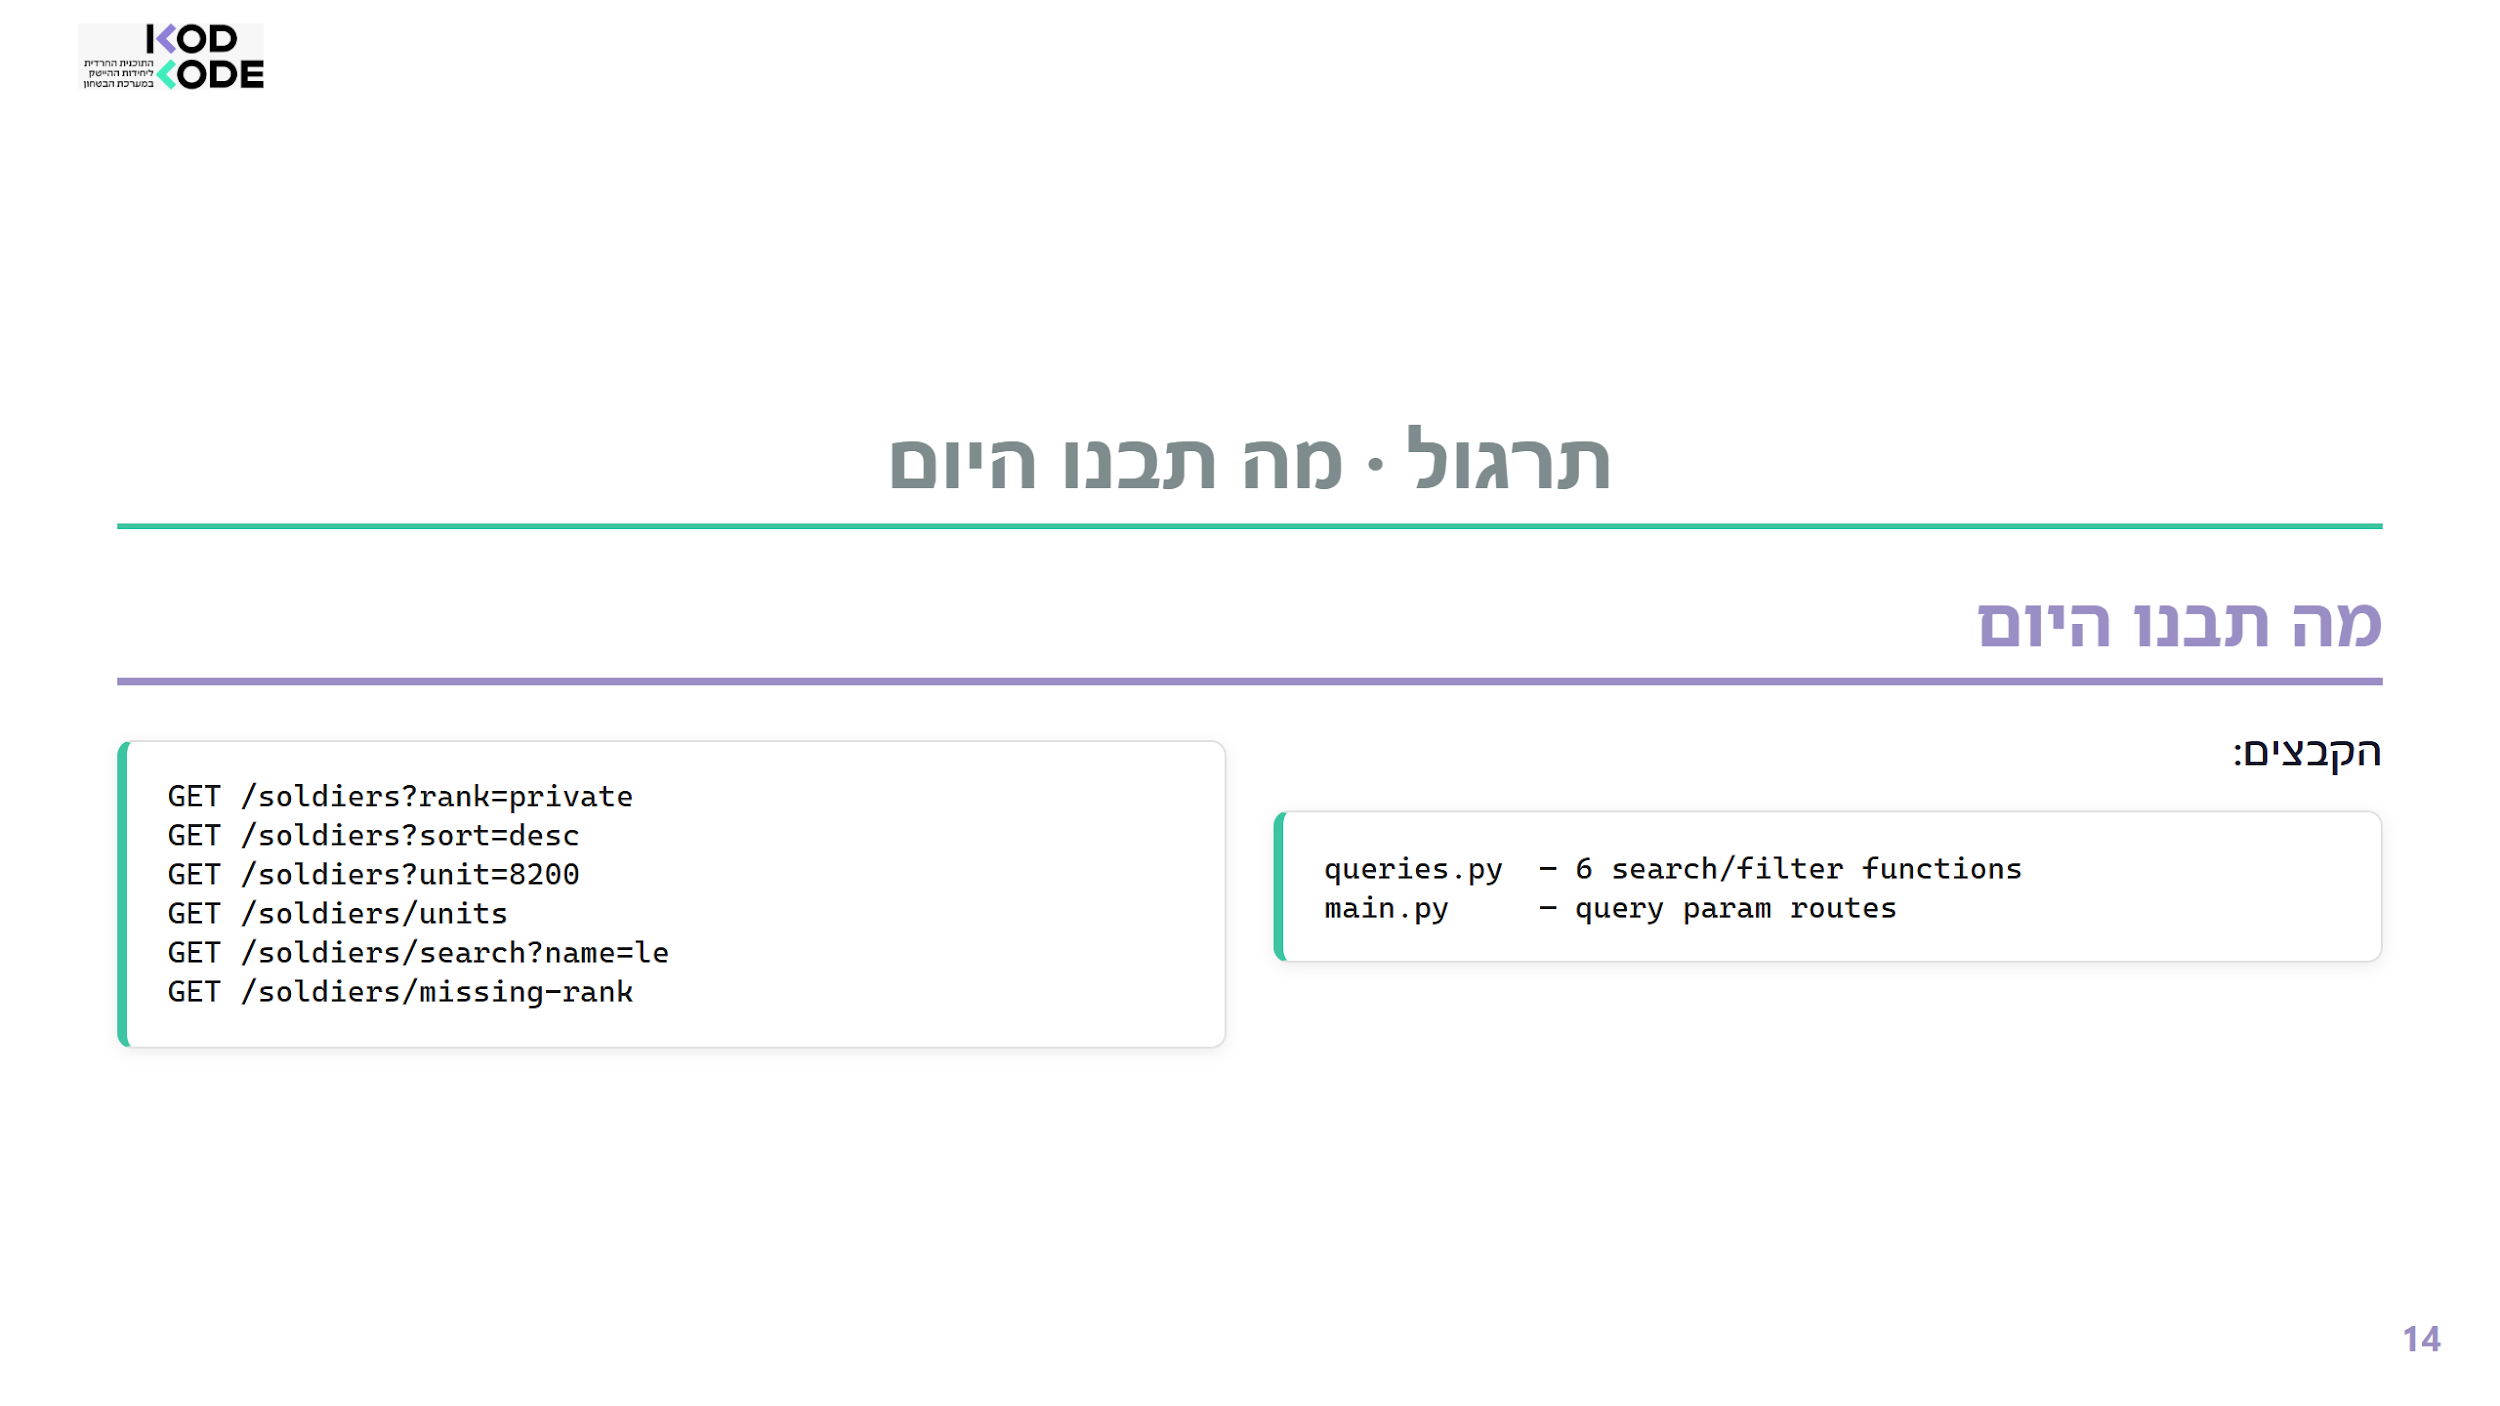 KOD
CODE
התוכנית החרדית
ליחידות ההייטק
במערכת הבטחון
תרגול · מה תבנו היום
מה תבנו היום
הקבצים:
queries.py  - 6 search/filter functions
main.py     - query param routes
GET /soldiers?rank=private
GET /soldiers?sort=desc
GET /soldiers?unit=8200
GET /soldiers/units
GET /soldiers/search?name=le
GET /soldiers/missing-rank
14